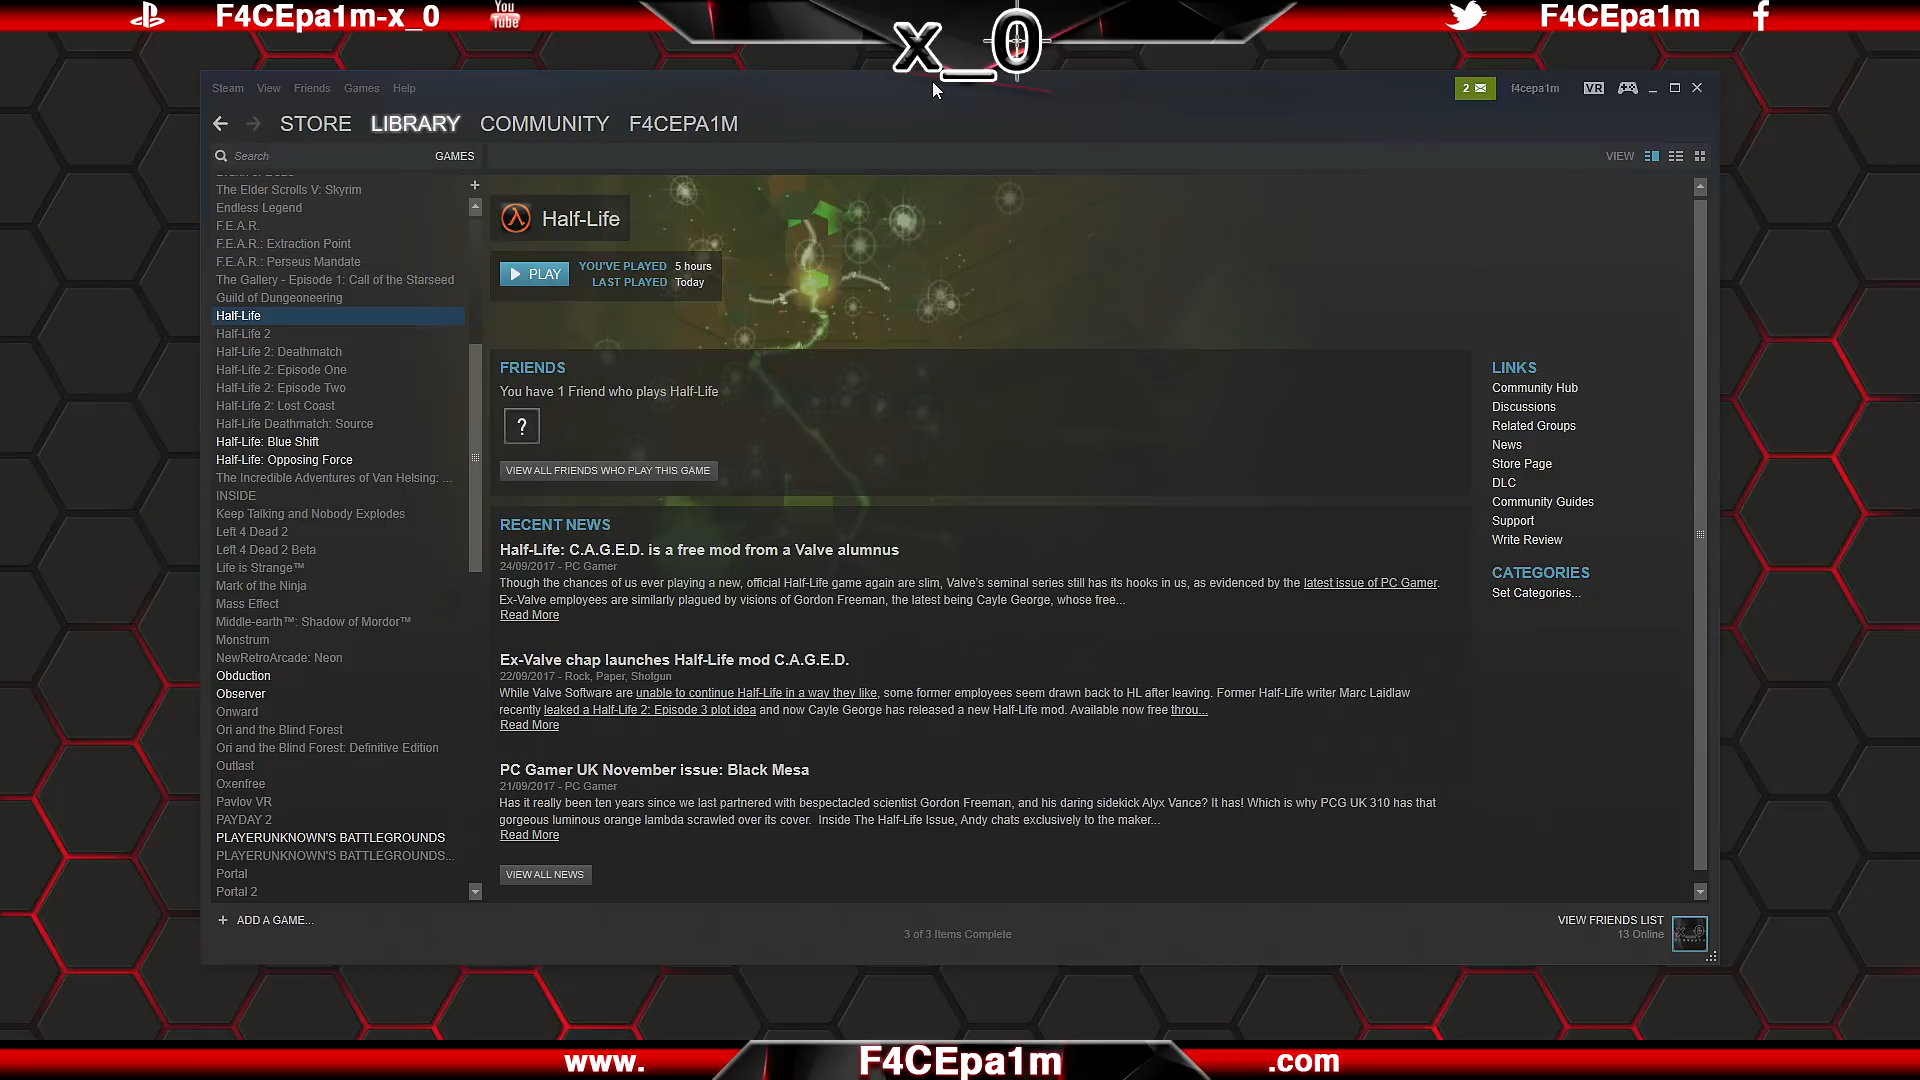 F4CEpa1m-x_0
You
Tube
x_0
F4CEpa1m
Steam View Friends Games Help
2
f4cepa1m
VR
STORE LIBRARY COMMUNITY F4CEPA1M
Search
GAMES
VIEW
The Elder Scrolls V: Skyrim
Endless Legend
F.E.A.R.
F.E.A.R.: Extraction Point
F.E.A.R.: Perseus Mandate
The Gallery - Episode 1: Call of the Starseed
Guild of Dungeoneering
Half-Life
Half-Life 2
Half-Life 2: Deathmatch
Half-Life 2: Episode One
Half-Life 2: Episode Two
Half-Life 2: Lost Coast
Half-Life Deathmatch: Source
Half-Life: Blue Shift
Half-Life: Opposing Force
The Incredible Adventures of Van Helsing: ...
INSIDE
Keep Talking and Nobody Explodes
Left 4 Dead 2
Left 4 Dead 2 Beta
Life is Strange™
Mark of the Ninja
Mass Effect
Middle-earth™: Shadow of Mordor™
Monstrum
NewRetroArcade: Neon
Obduction
Observer
Onward
Ori and the Blind Forest
Ori and the Blind Forest: Definitive Edition
Outlast
Oxenfree
Pavlov VR
PAYDAY 2
PLAYERUNKNOWN'S BATTLEGROUNDS
PLAYERUNKNOWN'S BATTLEGROUNDS...
Portal
Portal 2
+ ADD A GAME...
Half-Life
PLAY
YOU'VE PLAYED 5 hours
LAST PLAYED Today
FRIENDS
You have 1 Friend who plays Half-Life
?
VIEW ALL FRIENDS WHO PLAY THIS GAME
RECENT NEWS
Half-Life: C.A.G.E.D. is a free mod from a Valve alumnus
24/09/2017 - PC Gamer
Though the chances of us ever playing a new, official Half-Life game again are slim, Valve's seminal series still has its hooks in us, as evidenced by the latest issue of PC Gamer.
Ex-Valve employees are similarly plagued by visions of Gordon Freeman, the latest being Cayle George, whose free...
Read More
Ex-Valve chap launches Half-Life mod C.A.G.E.D.
22/09/2017 - Rock, Paper, Shotgun
While Valve Software are unable to continue Half-Life in a way they like, some former employees seem drawn back to HL after leaving. Former Half-Life writer Marc Laidlaw
recently leaked a Half-Life 2: Episode 3 plot idea and now Cayle George has released a new Half-Life mod. Available now free throu...
Read More
PC Gamer UK November issue: Black Mesa
21/09/2017 - PC Gamer
Has it really been ten years since we last partnered with bespectacled scientist Gordon Freeman, and his daring sidekick Alyx Vance? It has! Which is why PCG UK 310 has that
gorgeous luminous orange lambda scrawled over its cover. Inside The Half-Life Issue, Andy chats exclusively to the maker...
Read More
VIEW ALL NEWS
LINKS
Community Hub
Discussions
Related Groups
News
Store Page
DLC
Community Guides
Support
Write Review
CATEGORIES
Set Categories...
3 of 3 Items Complete
VIEW FRIENDS LIST
13 Online
www. F4CEpa1m .com